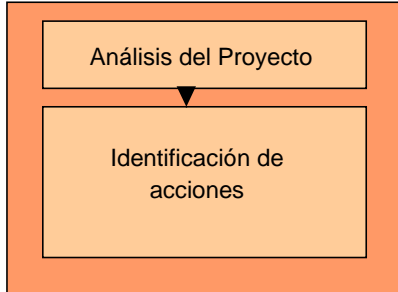 Análisis del Proyecto
Identificación de
acciones